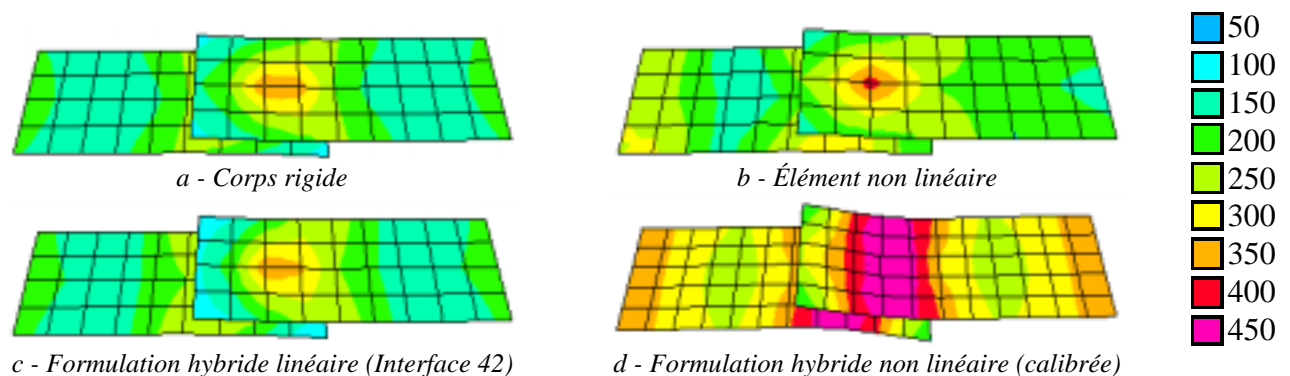 a - Corps rigide
b - Élément non linéaire
c - Formulation hybride linéaire (Interface 42)
d - Formulation hybride non linéaire (calibrée)
50
100
150
200
250
300
350
400
450